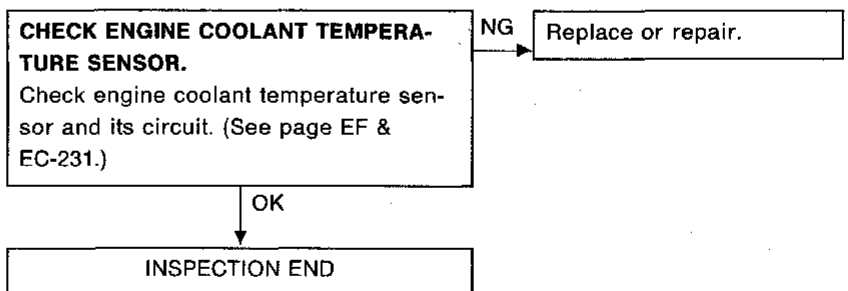 CHECK ENGINE COOLANT TEMPERA-
TURE SENSOR.
Check engine coolant temperature sen-
sor and its circuit. (See page EF &
EC-231.)
NG
Replace or repair.
OK
INSPECTION END